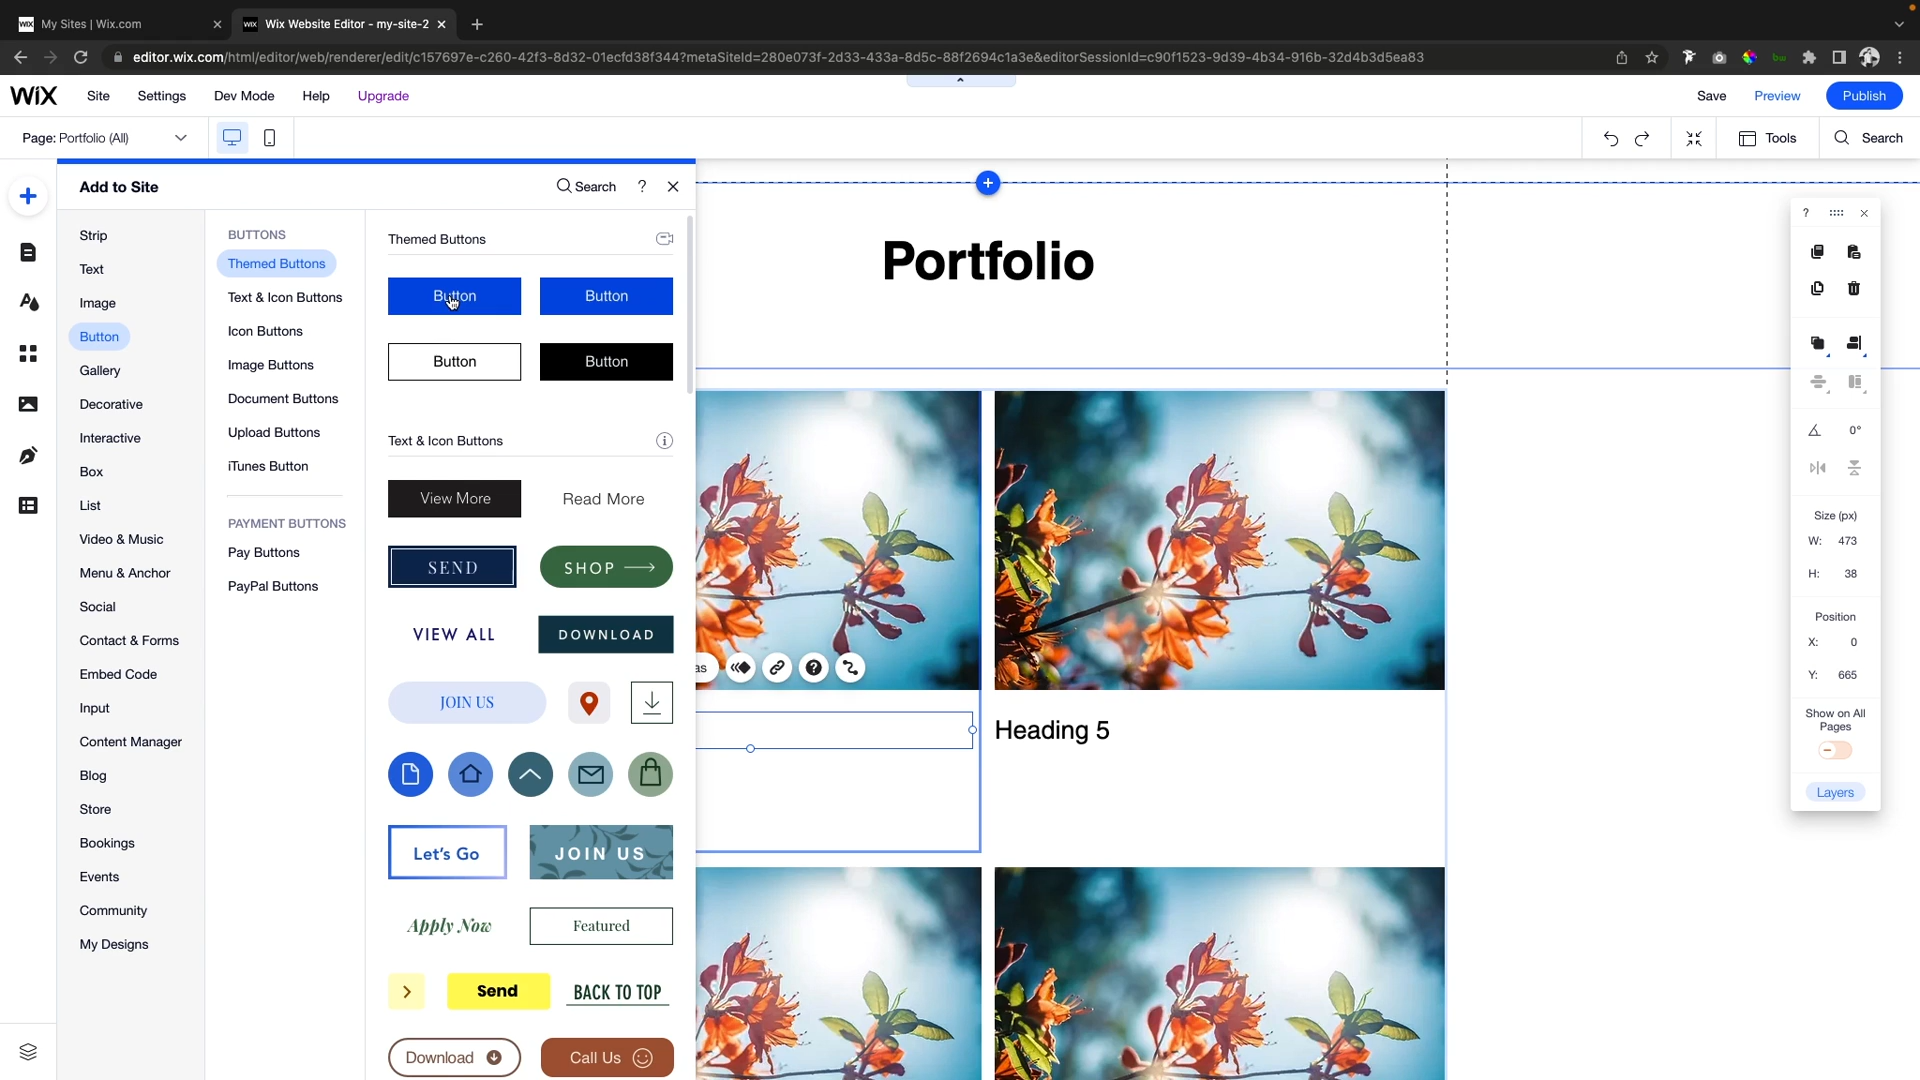 My Sites | Wix.com
Wix Website Editor - my-site-2
editor.wix.com/html/editor/web/renderer/edit/c157697e-c260-42f3-8d32-01ecfd38f344?metaSiteId=280e073f-2d33-433a-8d5c-88f2694c1a3e&editorSessionId=c90f1523-9d39-4b34-916b-32d4b3d5ea83
WiX Site Settings Dev Mode Help Upgrade Save Preview Publish
Page: Portfolio (All) Tools Search
Add to Site Search ?
Strip
Text
Image
Button
Gallery
Decorative
Interactive
Box
List
Video & Music
Menu & Anchor
Social
Contact & Forms
Embed Code
Input
Content Manager
Blog
Store
Bookings
Events
Community
My Designs
BUTTONS
Themed Buttons
Text & Icon Buttons
Icon Buttons
Image Buttons
Document Buttons
Upload Buttons
iTunes Button
PAYMENT BUTTONS
Pay Buttons
PayPal Buttons
Themed Buttons
Button Button
Button Button
Text & Icon Buttons
View More Read More
SEND SHOP
VIEW ALL DOWNLOAD
JOIN US
Let's Go JOIN US
Apply Now Featured
Send BACK TO TOP
Download Call Us
Portfolio
as
Heading 5
?
0°
Size (px)
W: 473
H: 38
Position
X: 0
Y: 665
Show on All
Pages
Layers